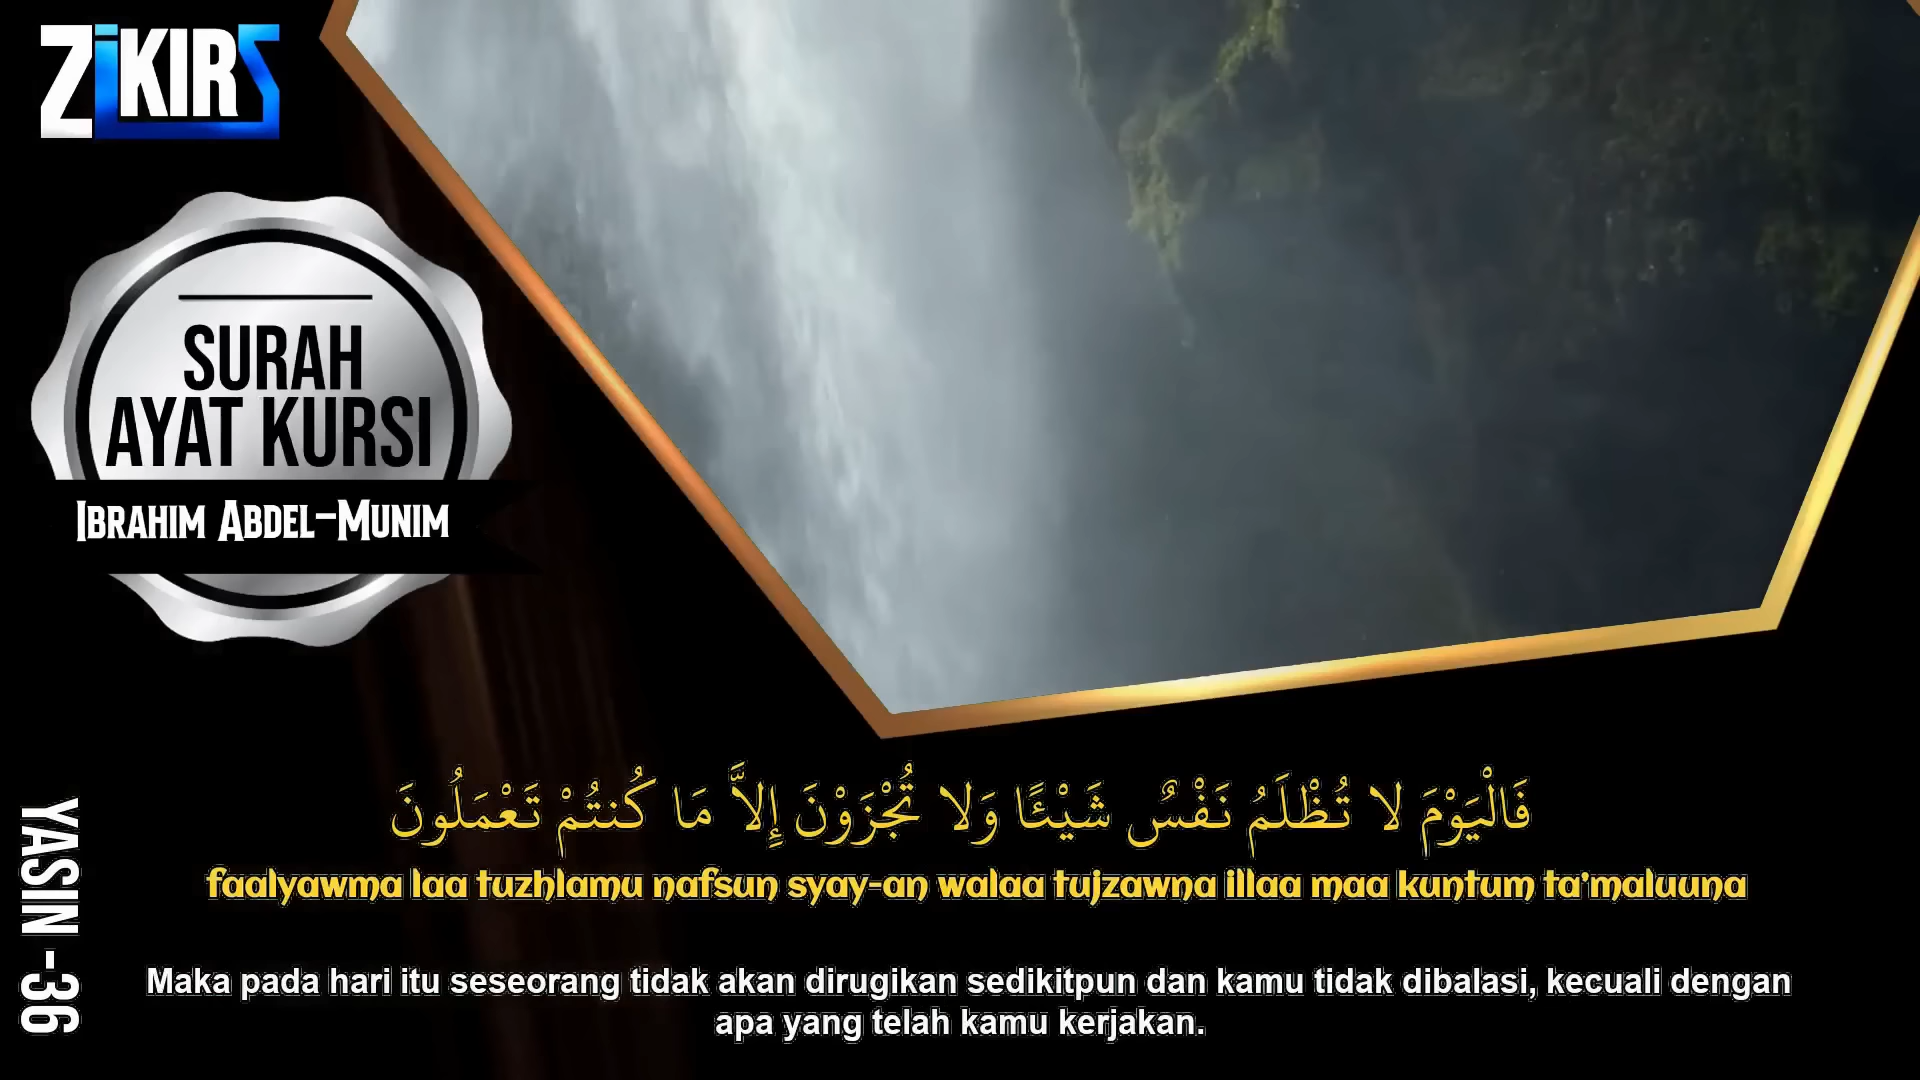 ZiKIRS
SURAH
AYAT KURSI
IBRAHIM ABDEL-MUNIM
YASIN -36
فَالْيَوْمَ لا تُظْلَمُ نَفْسٌ شَيْئًا وَلا تُجْزَوْنَ إِلاَّ مَا كُنتُمْ تَعْمَلُونَ
faalyawma laa tuzhlamu nafsun syay-an walaa tujzawna illaa maa kuntum ta'maluuna
Maka pada hari itu seseorang tidak akan dirugikan sedikitpun dan kamu tidak dibalasi, kecuali dengan
apa yang telah kamu kerjakan.